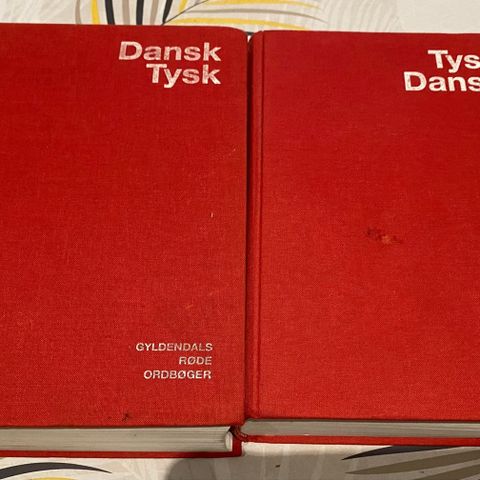 Dansk
Tysk
GYLDENDALS
RØDE
ORDBØGER
Tys
Dans